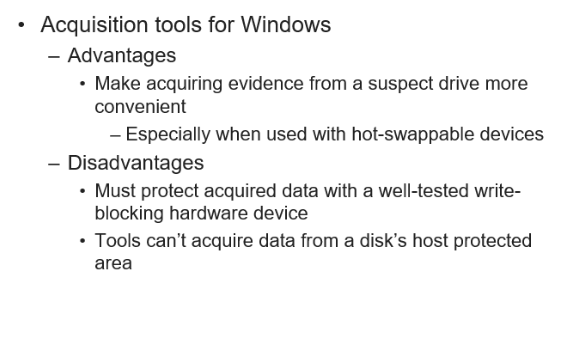 • Acquisition tools for Windows
– Advantages
• Make acquiring evidence from a suspect drive more
convenient
– Especially when used with hot-swappable devices
– Disadvantages
• Must protect acquired data with a well-tested write-
blocking hardware device
• Tools can’t acquire data from a disk’s host protected
area